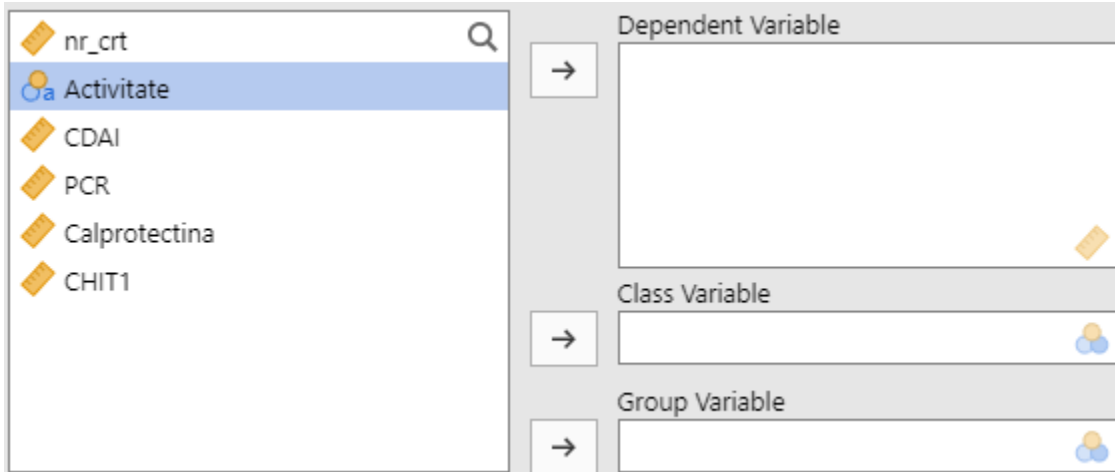 nr_crt
Activitate
CDAI
PCR
Calprotectina
CHIT1
Dependent Variable
Class Variable
Group Variable